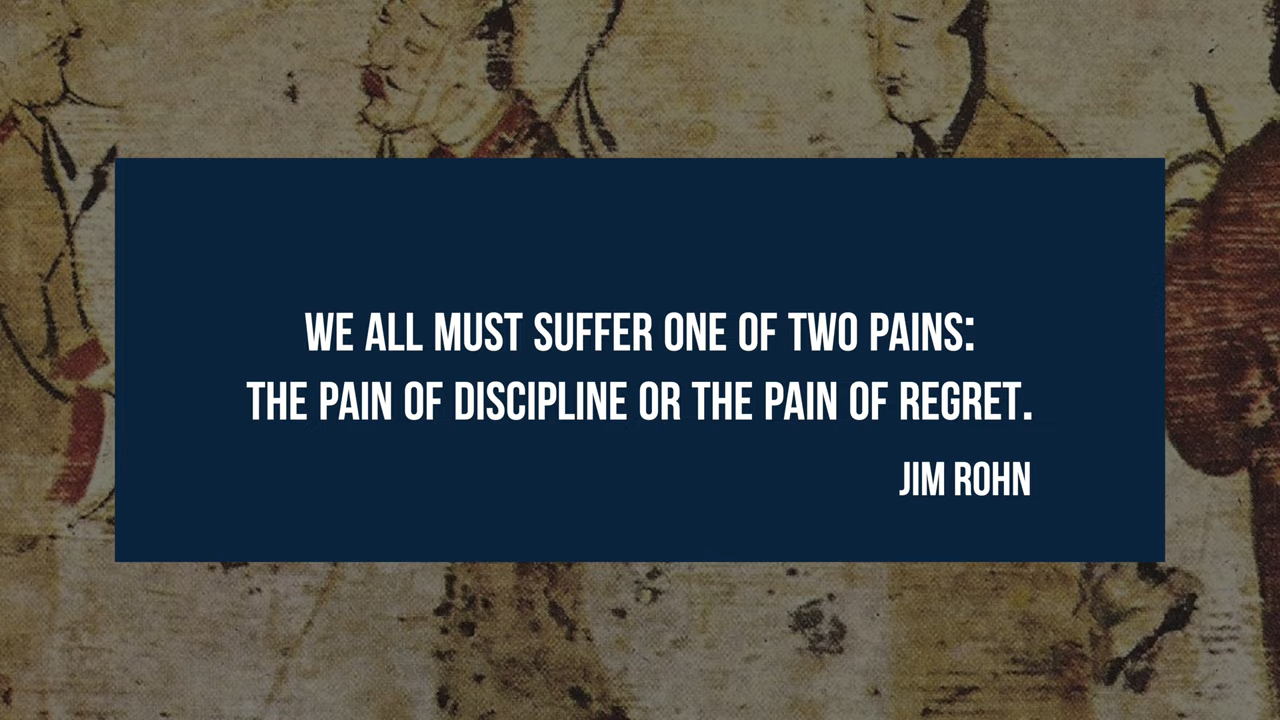 WE ALL MUST SUFFER ONE OF TWO PAINS:
THE PAIN OF DISCIPLINE OR THE PAIN OF REGRET.
JIM ROHN